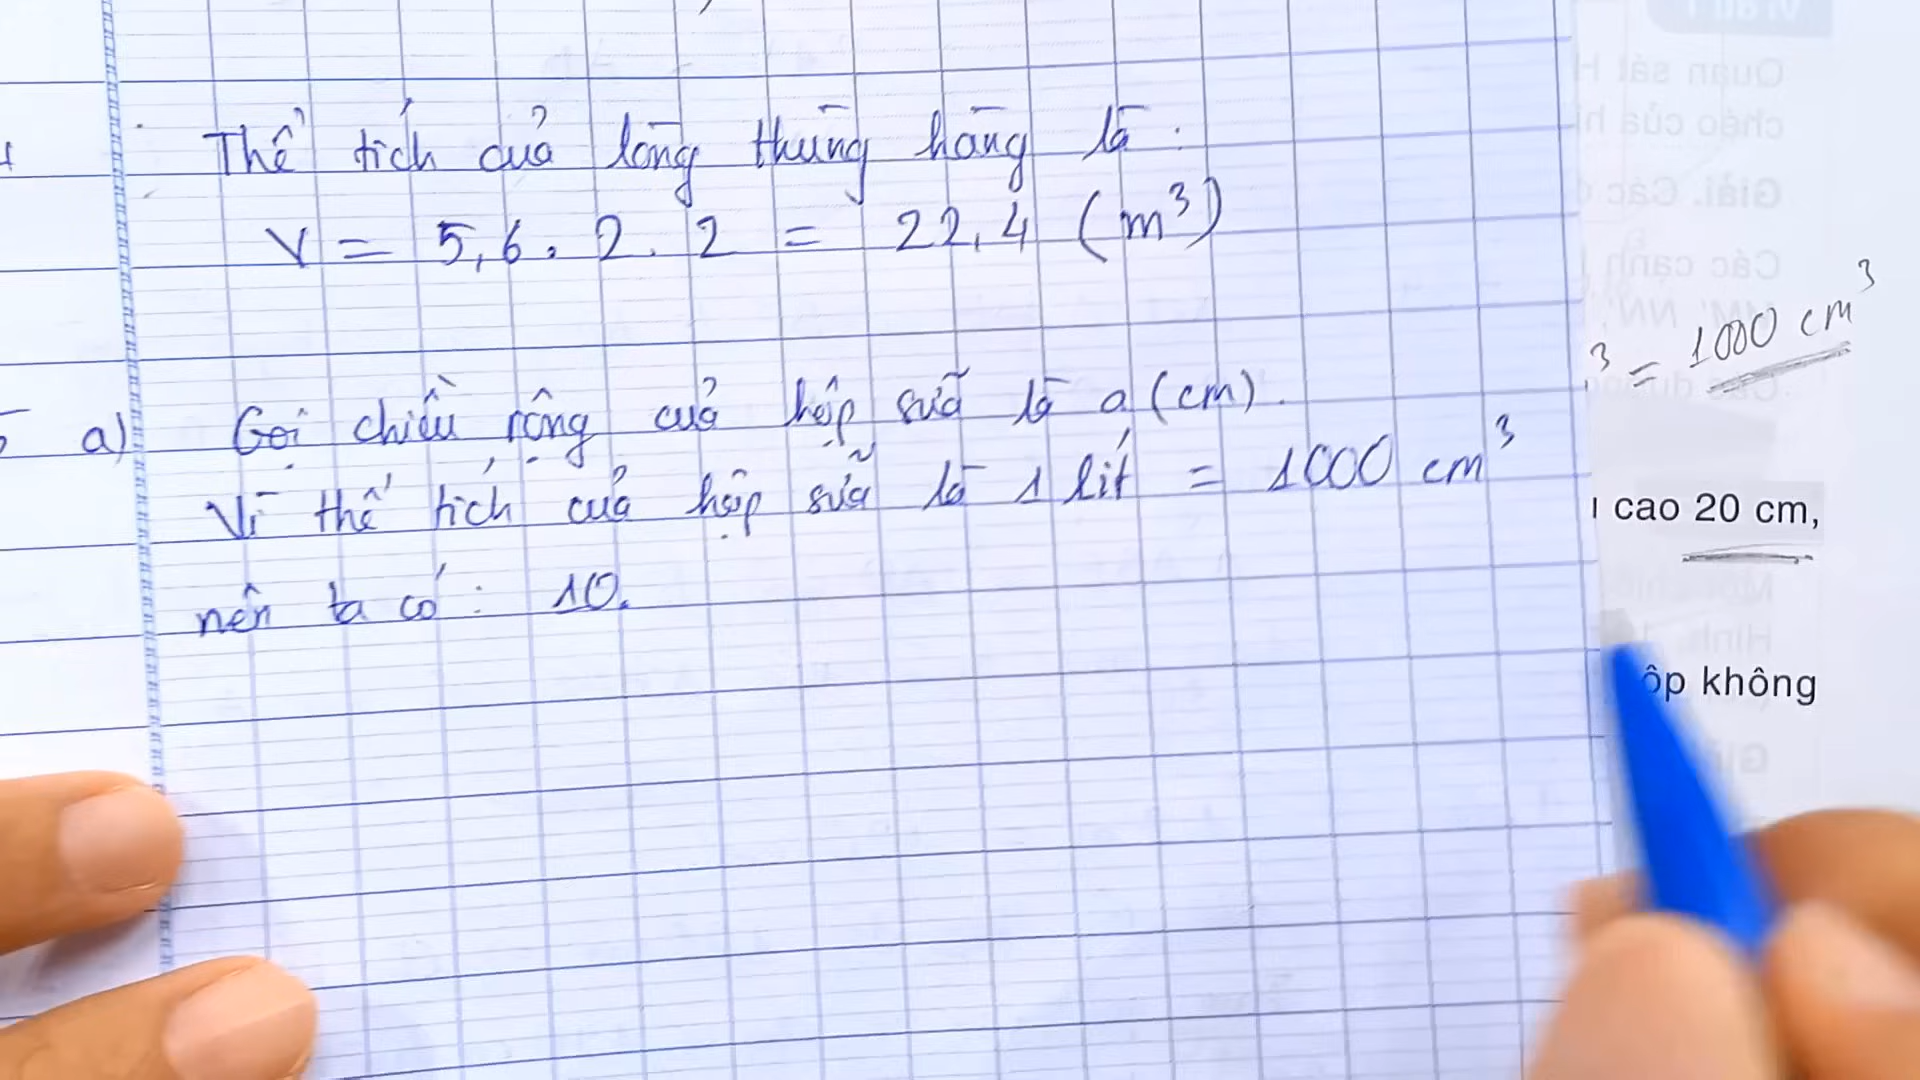 Thể tích của lòng thùng hàng là :
V = 5,6 . 2 . 2 = 22,4 (m³)
³ = 1000 cm³
a) Gọi chiều rộng của hộp sữa là a (cm).
Vì thể tích của hộp sữa là 1 lít = 1000 cm³
cao 20 cm,
nên ta có : 10.
ộp không